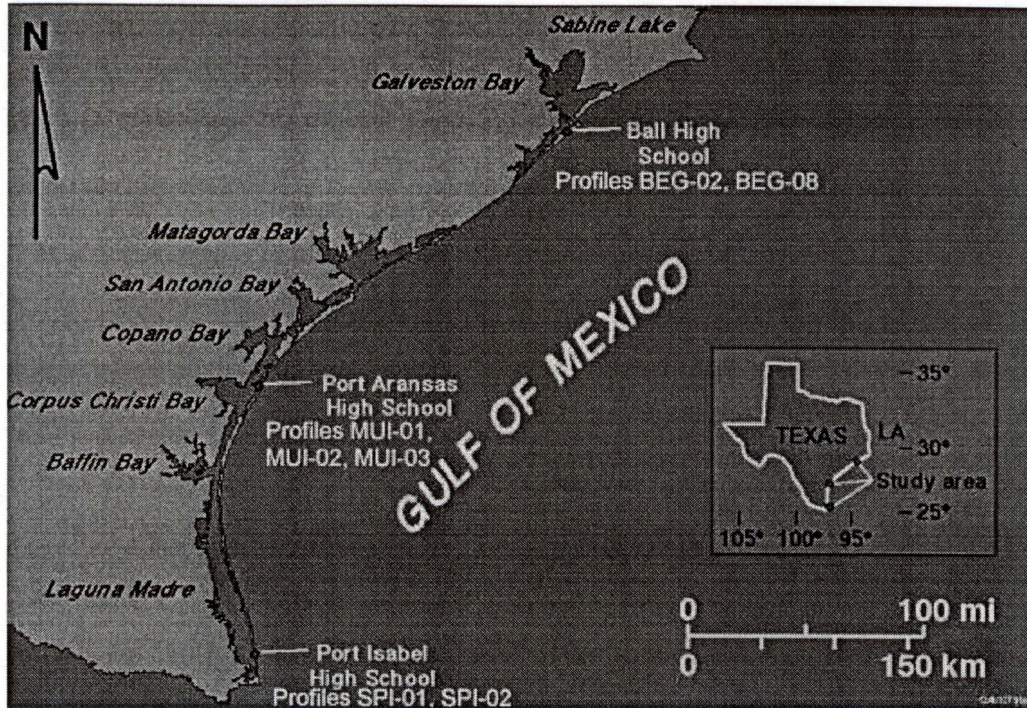 N
Sabine Lake
Galveston Bay
Ball High
School
Profiles BEG-02, BEG-08
Matagorda Bay
San Antonio Bay
Copano Bay
Corpus Christi Bay
Port Aransas
High School
Profiles MUI-01,
MUI-02, MUI-03
Baffin Bay
GULF OF MEXICO
35°
TEXAS
LA
30°
Study area
25°
105°
100°
95°
Laguna Madre
0
100 mi
0
150 km
Port Isabel
High School
Profiles SPI-01, SPI-02